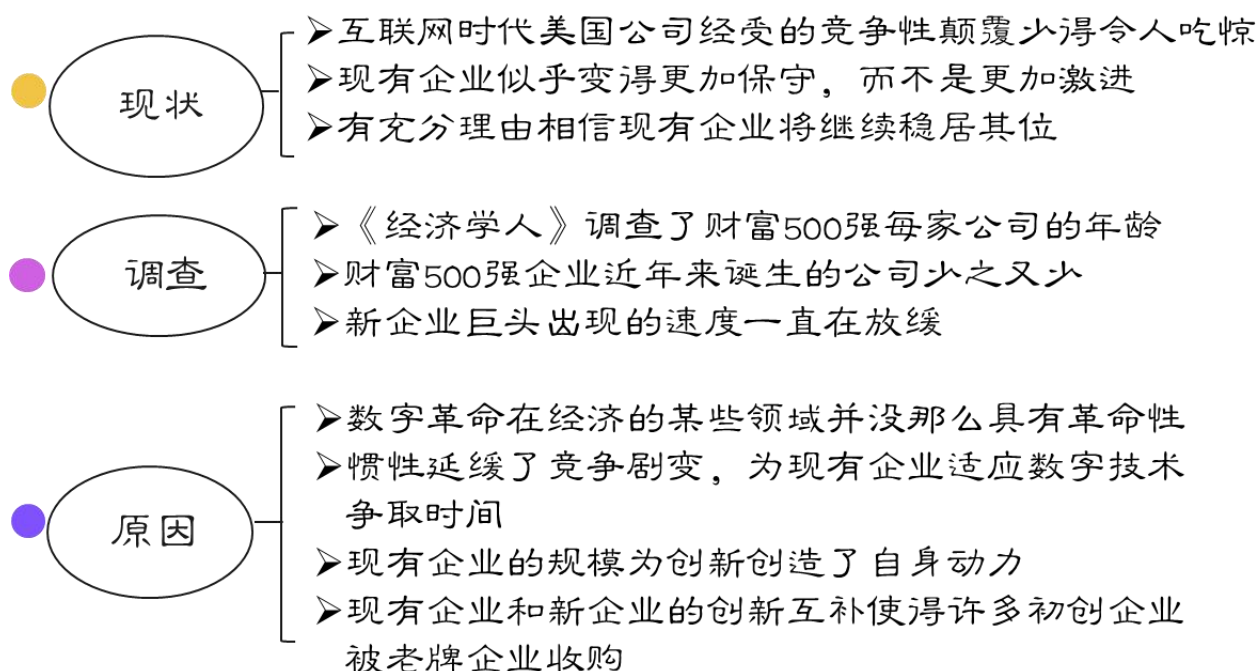 现状
➢互联网时代美国公司经受的竞争性颠覆少得令人吃惊
➢现有企业似乎变得更加保守，而不是更加激进
➢有充分理由相信现有企业将继续稳居其位
调查
➢《经济学人》调查了财富500强每家公司的年龄
➢财富500强企业近年来诞生的公司少之又少
➢新企业巨头出现的速度一直在放缓
原因
➢数字革命在经济的某些领域并没那么具有革命性
➢惯性延缓了竞争剧变，为现有企业适应数字技术
争取时间
➢现有企业的规模为创新创造了自身动力
➢现有企业和新企业的创新互补使得许多初创企业
被老牌企业收购